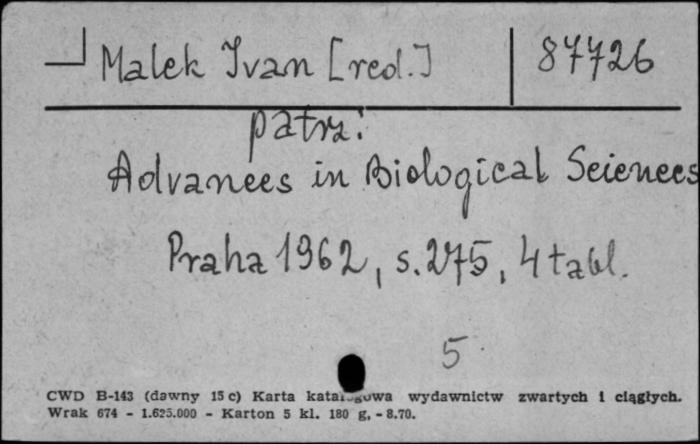 Malek Ivan [red.] 87726
patrz:
Advances in Biological Sciences
Praha 1962, s. 275, 4 tabl.
5
CWD B-143 (dawny 15 c) Karta katalogowa wydawnictw zwartych i ciągłych.
Wrak 674 - 1.625.000 - Karton 5 kl. 180 g, - 8.70.